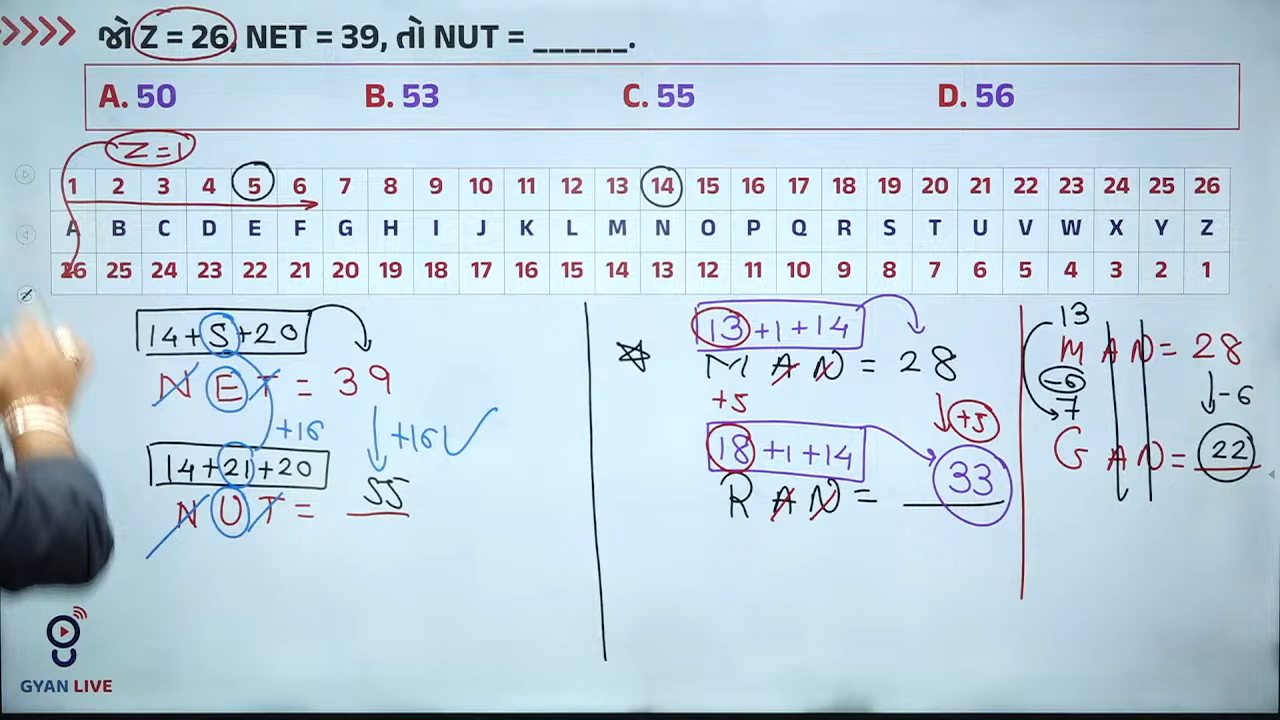 જો Z = 26, NET = 39, તો NUT = ______.
A. 50 B. 53 C. 55 D. 56
Z=1
1 2 3 4 5 6 7 8 9 10 11 12 13 14 15 16 17 18 19 20 21 22 23 24 25 26
A B C D E F G H I J K L M N O P Q R S T U V W X Y Z
26 25 24 23 22 21 20 19 18 17 16 15 14 13 12 11 10 9 8 7 6 5 4 3 2 1
14+5+20
NET = 39
+16 +16
14+21+20
NUT = 55
13+1+14
MAN = 28
+5 +5
18+1+14
RAN = 33
13
MAN = 28
-6 -6
7
GAN = 22
GYAN LIVE